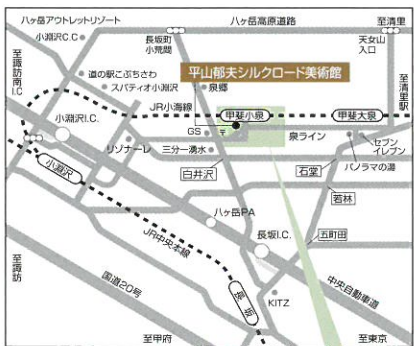 八ヶ岳アウトレットリゾート
八ヶ岳高原道路
至清里
小淵沢C.C
長坂町
小荒間
天女山
入口
至諏訪南I.C
道の駅こぶちさわ
スパティオ小淵沢
泉郷
平山郁夫シルクロード美術館
至清里駅
JR小海線
甲斐小泉
甲斐大泉
小淵沢I.C.
GS
〒
泉ライン
リゾナーレ
三分一湧水
セブン
イレブン
パノラマの湯
小淵沢
白井沢
石堂
若林
八ヶ岳PA
五町田
JR中央本線
長坂I.C.
至諏訪
国道20号
長坂
KITZ
中央自動車道
至甲府
至東京